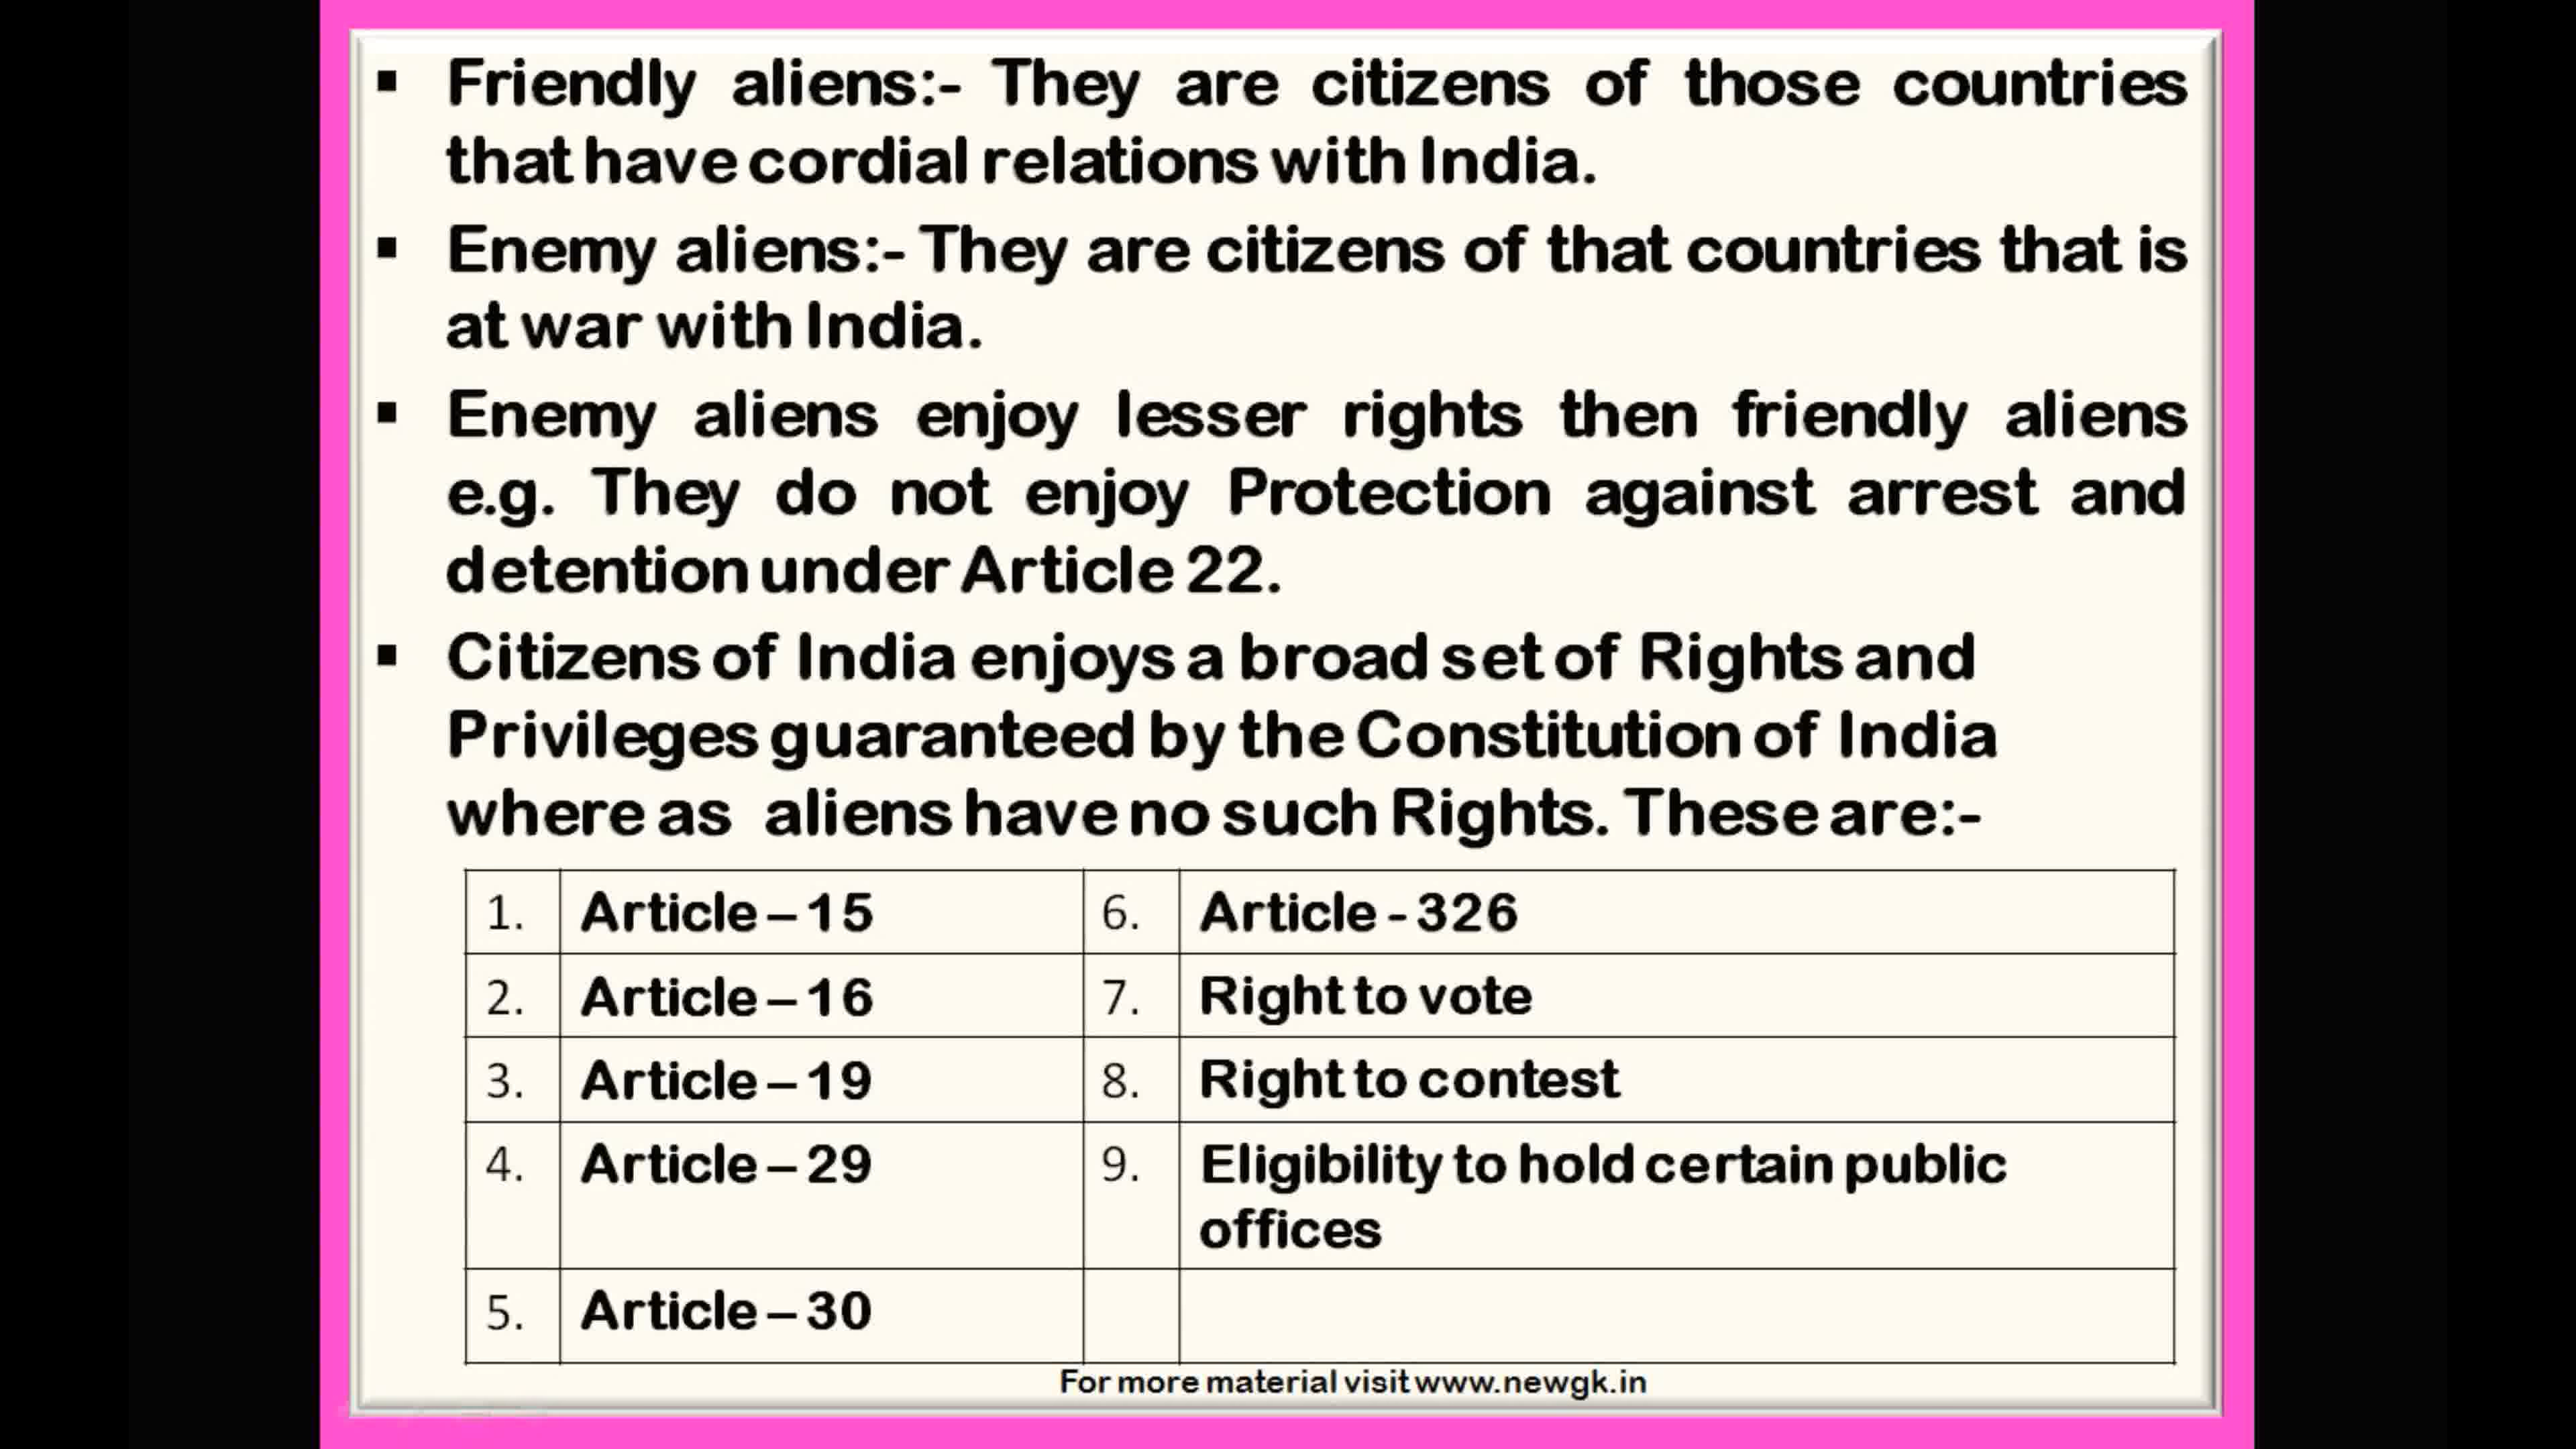 ▪ Friendly aliens:- They are citizens of those countries
that have cordial relations with India.
▪ Enemy aliens:- They are citizens of that countries that is
at war with India.
▪ Enemy aliens enjoy lesser rights then friendly aliens
e.g. They do not enjoy Protection against arrest and
detention under Article 22.
▪ Citizens of India enjoys a broad set of Rights and
Privileges guaranteed by the Constitution of India
where as aliens have no such Rights. These are:-
1. Article – 15 6. Article - 326
2. Article – 16 7. Right to vote
3. Article – 19 8. Right to contest
4. Article – 29 9. Eligibility to hold certain public
offices
5. Article – 30
For more material visit www.newgk.in